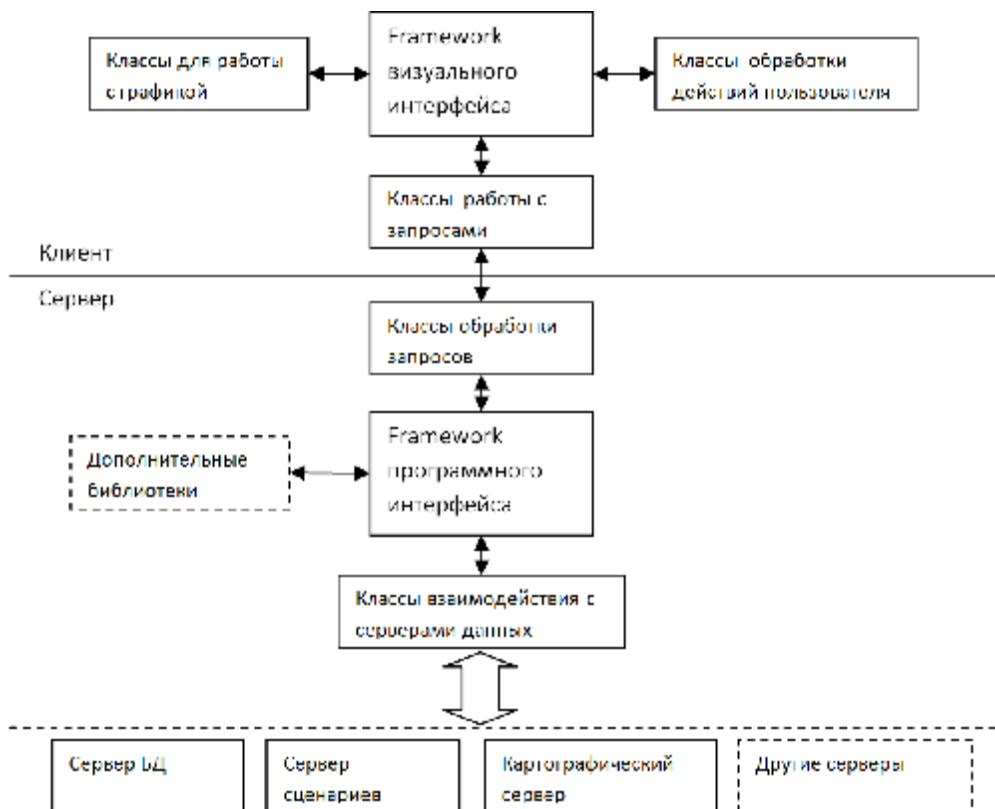 Классы для работы
с графикой
Framework
визуального
интерфейса
Классы обработки
действий пользователя
Классы работы с
запросами
Клиент
Сервер
Классы обработки
запросов
Дополнительные
библиотеки
Framework
программного
интерфейса
Классы взаимодействия с
серверами данных
Сервер БД
Сервер
сценариев
Картографический
сервер
Другие серверы